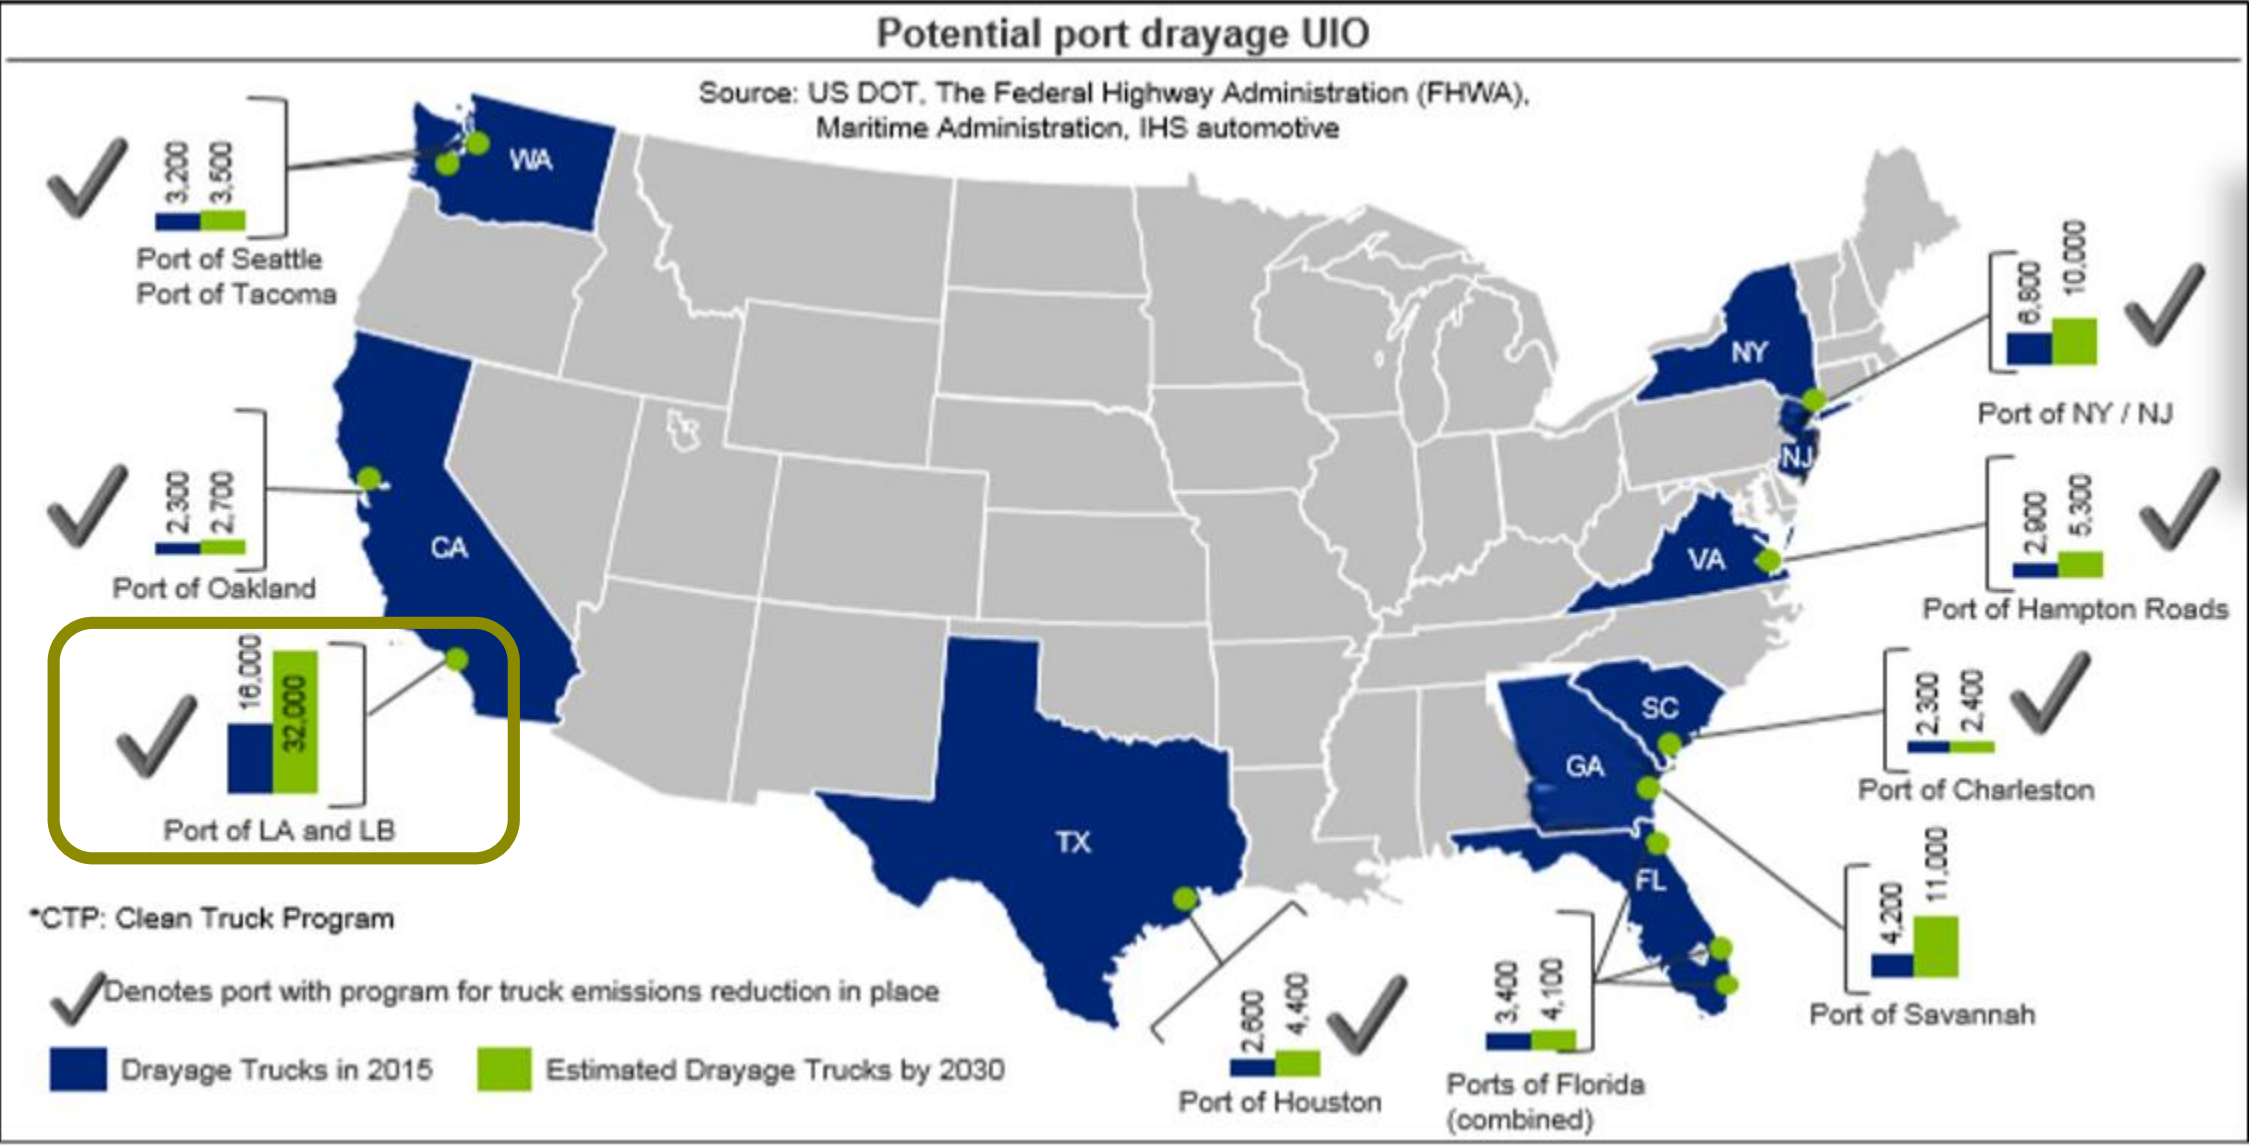 Potential port drayage UIO
Source: US DOT, The Federal Highway Administration (FHWA),
Maritime Administration, IHS automotive
3,200
3,500
Port of Seattle
Port of Tacoma
WA
2,300
2,700
Port of Oakland
CA
16,000
32,000
Port of LA and LB
NY
6,800
10,000
Port of NY / NJ
NJ
2,900
5,300
Port of Hampton Roads
VA
SC
2,300
2,400
Port of Charleston
GA
4,200
11,000
Port of Savannah
TX
2,600
4,400
Port of Houston
FL
3,400
4,100
Ports of Florida
(combined)
*CTP: Clean Truck Program
Denotes port with program for truck emissions reduction in place
Drayage Trucks in 2015
Estimated Drayage Trucks by 2030